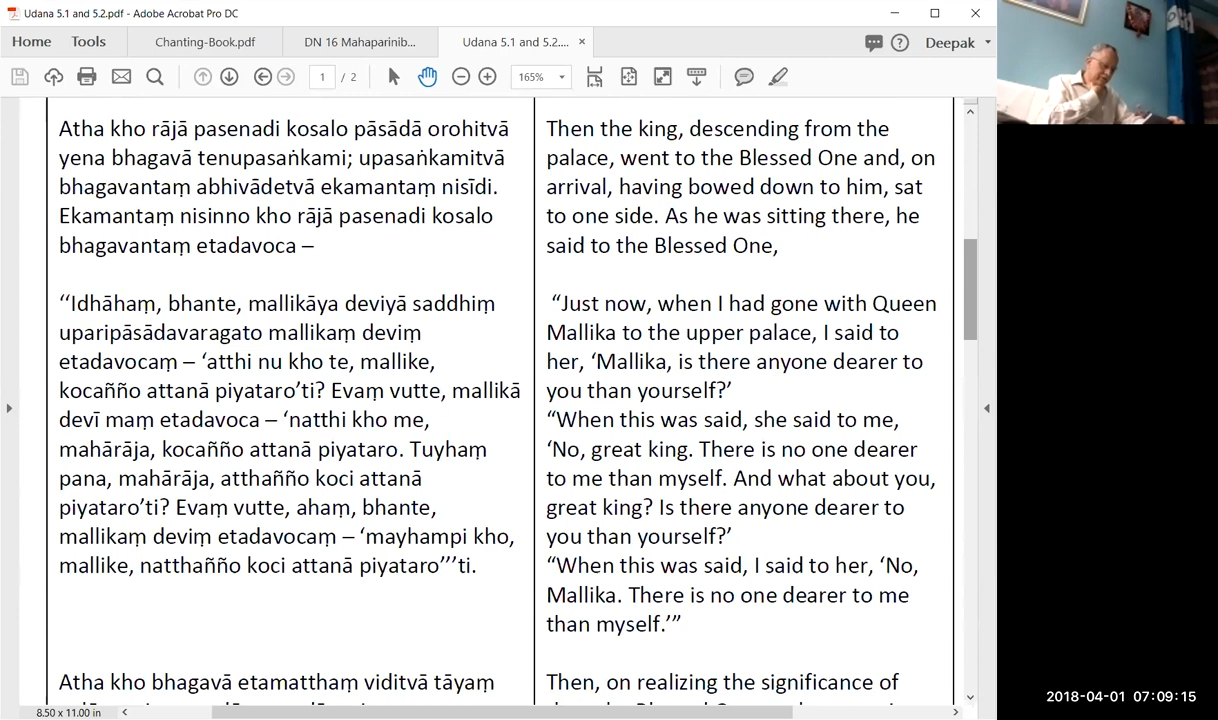 Udana 5.1 and 5.2.pdf - Adobe Acrobat Pro DC
Home Tools Chanting-Book.pdf DN 16 Mahaparinib... Udana 5.1 and 5.2.... × Deepak
1 / 2 165%
Atha kho rājā pasenadi kosalo pāsādā orohitvā
yena bhagavā tenupasaṅkami; upasaṅkamitvā
bhagavantaṃ abhivādetvā ekamantaṃ nisīdi.
Ekamantaṃ nisinno kho rājā pasenadi kosalo
bhagavantaṃ etadavoca –
‘‘Idhāhaṃ, bhante, mallikāya deviyā saddhiṃ
uparipāsādavaragato mallikaṃ deviṃ
etadavocaṃ – ‘atthi nu kho te, mallike,
kocañño attanā piyataro’ti? Evaṃ vutte, mallikā
devī maṃ etadavoca – ‘natthi kho me,
mahārāja, kocañño attanā piyataro. Tuyhaṃ
pana, mahārāja, atthañño koci attanā
piyataro’ti? Evaṃ vutte, ahaṃ, bhante,
mallikaṃ deviṃ etadavocaṃ – ‘mayhampi kho,
mallike, natthañño koci attanā piyataro’’’ti.
Atha kho bhagavā etamatthaṃ viditvā tāyaṃ
Then the king, descending from the
palace, went to the Blessed One and, on
arrival, having bowed down to him, sat
to one side. As he was sitting there, he
said to the Blessed One,
“Just now, when I had gone with Queen
Mallika to the upper palace, I said to
her, ‘Mallika, is there anyone dearer to
you than yourself?’
“When this was said, she said to me,
‘No, great king. There is no one dearer
to me than myself. And what about you,
great king? Is there anyone dearer to
you than yourself?’
“When this was said, I said to her, ‘No,
Mallika. There is no one dearer to me
than myself.’”
Then, on realizing the significance of
8.50 x 11.00 in
2018-04-01 07:09:15